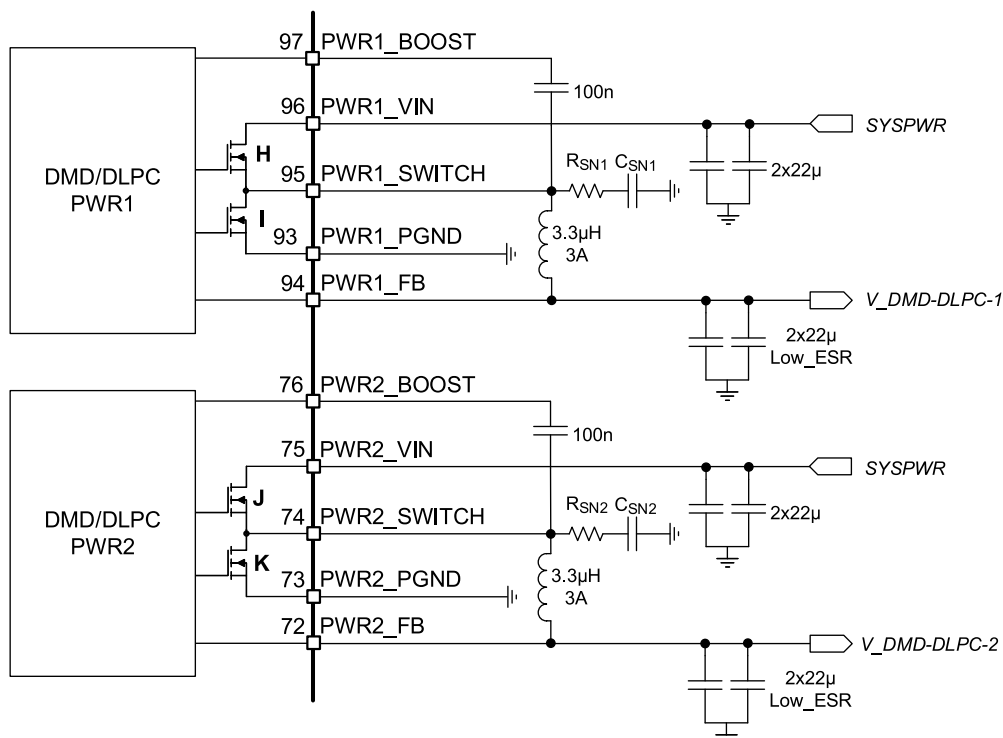 97 PWR1_BOOST
100n
96 PWR1_VIN
SYSPWR
H
DMD/DLPC
PWR1
95 PWR1_SWITCH
RSN1 CSN1
2x22µ
I
3.3µH
3A
93 PWR1_PGND
94 PWR1_FB
V_DMD-DLPC-1
2x22µ
Low_ESR
76 PWR2_BOOST
100n
75 PWR2_VIN
SYSPWR
J
DMD/DLPC
PWR2
74 PWR2_SWITCH
RSN2 CSN2
2x22µ
K
3.3µH
3A
73 PWR2_PGND
72 PWR2_FB
V_DMD-DLPC-2
2x22µ
Low_ESR